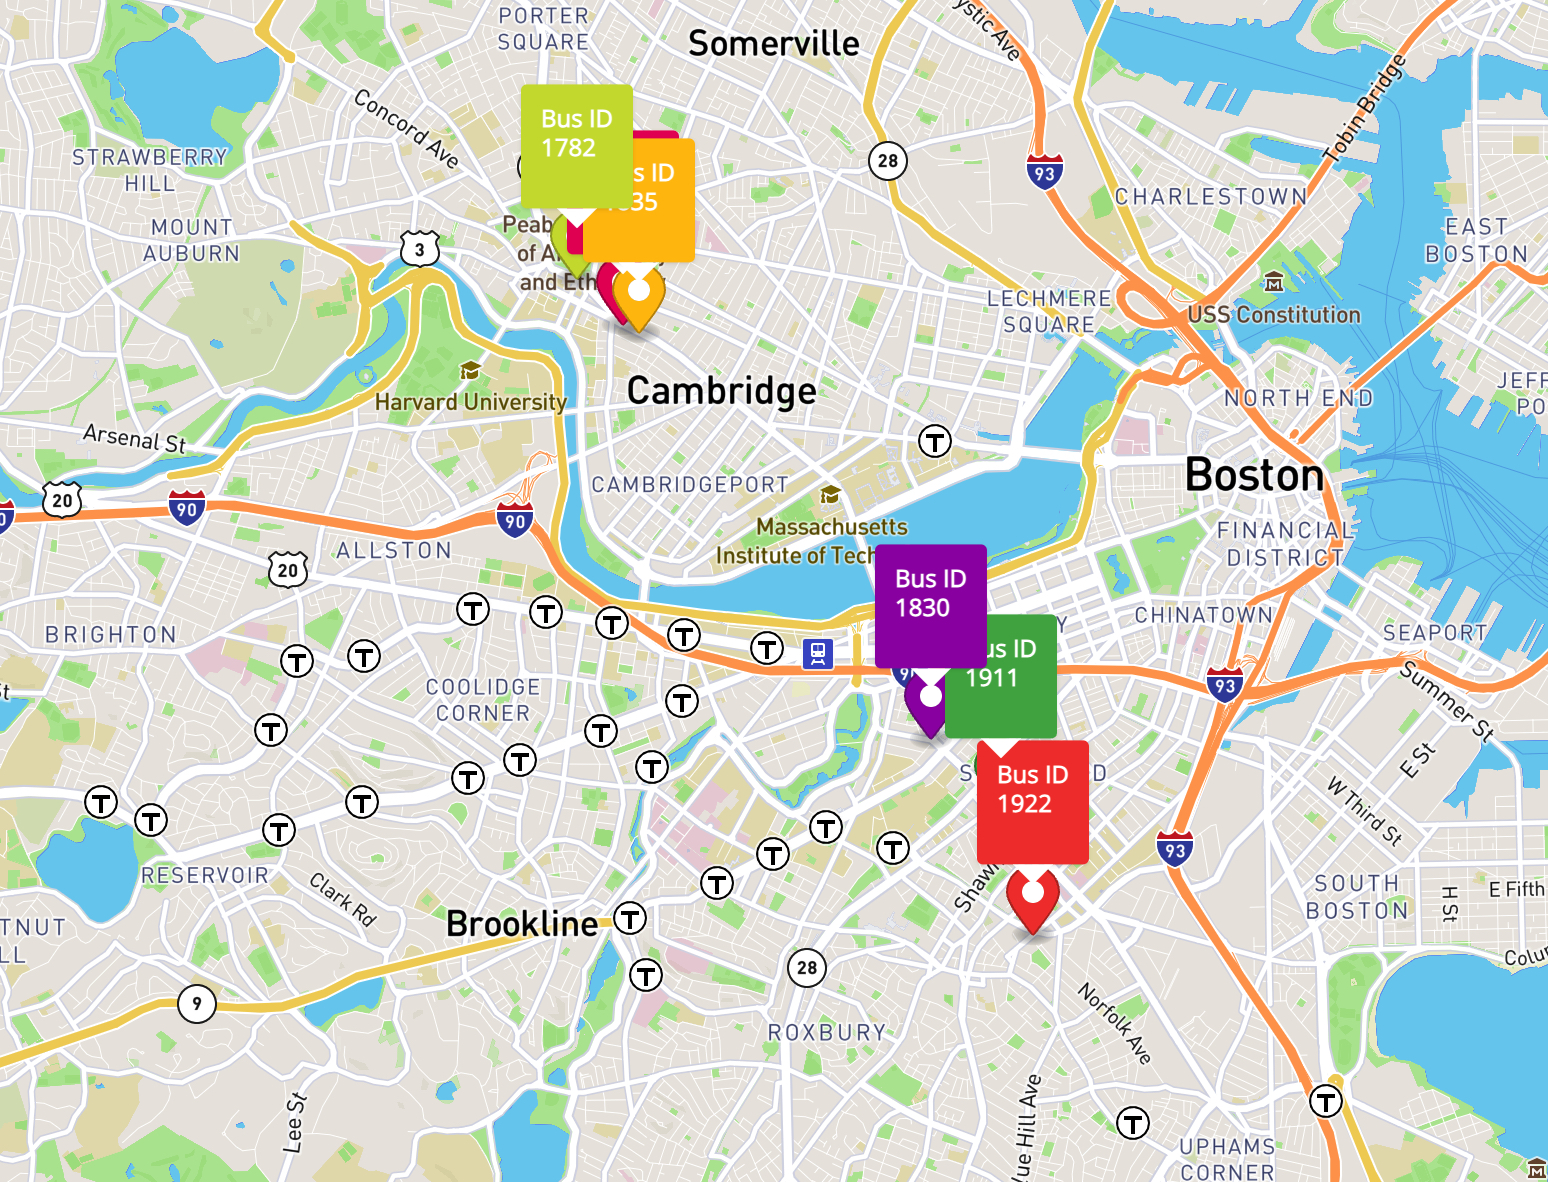 PORTER
SQUARE
Somerville
ystic Ave
Tobin Bridge
Concord Ave
STRAWBERRY
HILL
Bus ID
1782
28
93
CHARLESTOWN
s ID
35
MOUNT
AUBURN
3
Peab
of A
and Eth
y
EAST
BOSTON
LECHMERE
SQUARE
USS Constitution
Harvard University
Cambridge
NORTH END
JEFF
PO
Arsenal St
T
20
90
90
CAMBRIDGEPORT
Boston
Massachusetts
Institute of Tech
FINANCIAL
DISTRICT
ALLSTON
20
Bus ID
1830
BRIGHTON
T
T
T
T
T
T
T
CHINATOWN
SEAPORT
Y
us ID
1911
9
93
Summer St
COOLIDGE
CORNER
T
T
T
T
T
T
E St
S
D
Bus ID
1922
T
T
T
T
W Third St
T
T
T
93
RESERVOIR
Clark Rd
T
Shaw
SOUTH
BOSTON
H St
E Fifth
TNUT
LL
Brookline
T
28
T
Colu
9
Norfolk Ave
ROXBURY
Lee St
ue Hill Ave
T
T
UPHAMS
CORNER